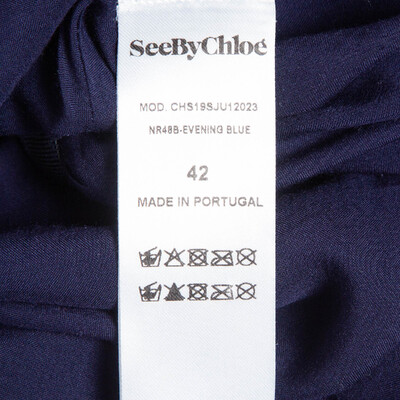 SeeByChloé
MOD. CHS19SJU12023
NR48B-EVENING BLUE
42
MADE IN PORTUGAL